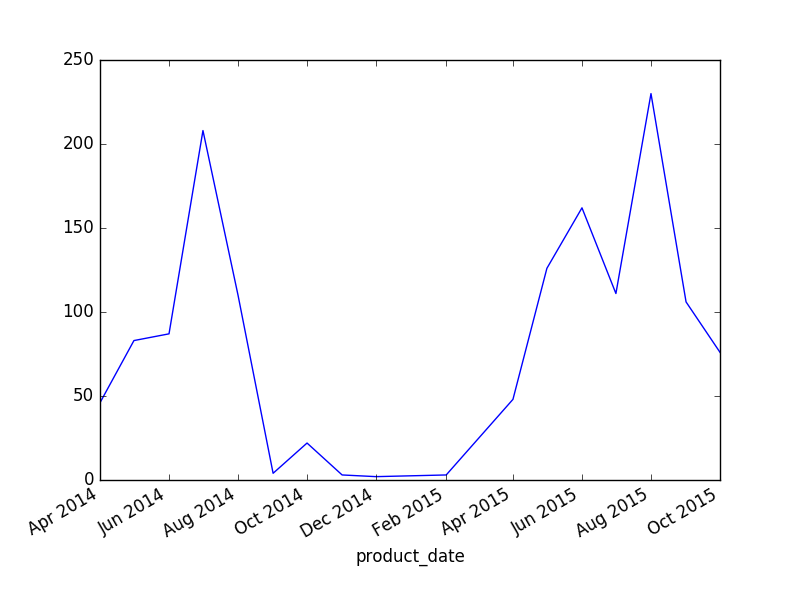 250
200
150
100
50
0
Apr 2014
Jun 2014
Aug 2014
Oct 2014
Dec 2014
Feb 2015
Apr 2015
Jun 2015
Aug 2015
Oct 2015
product_date